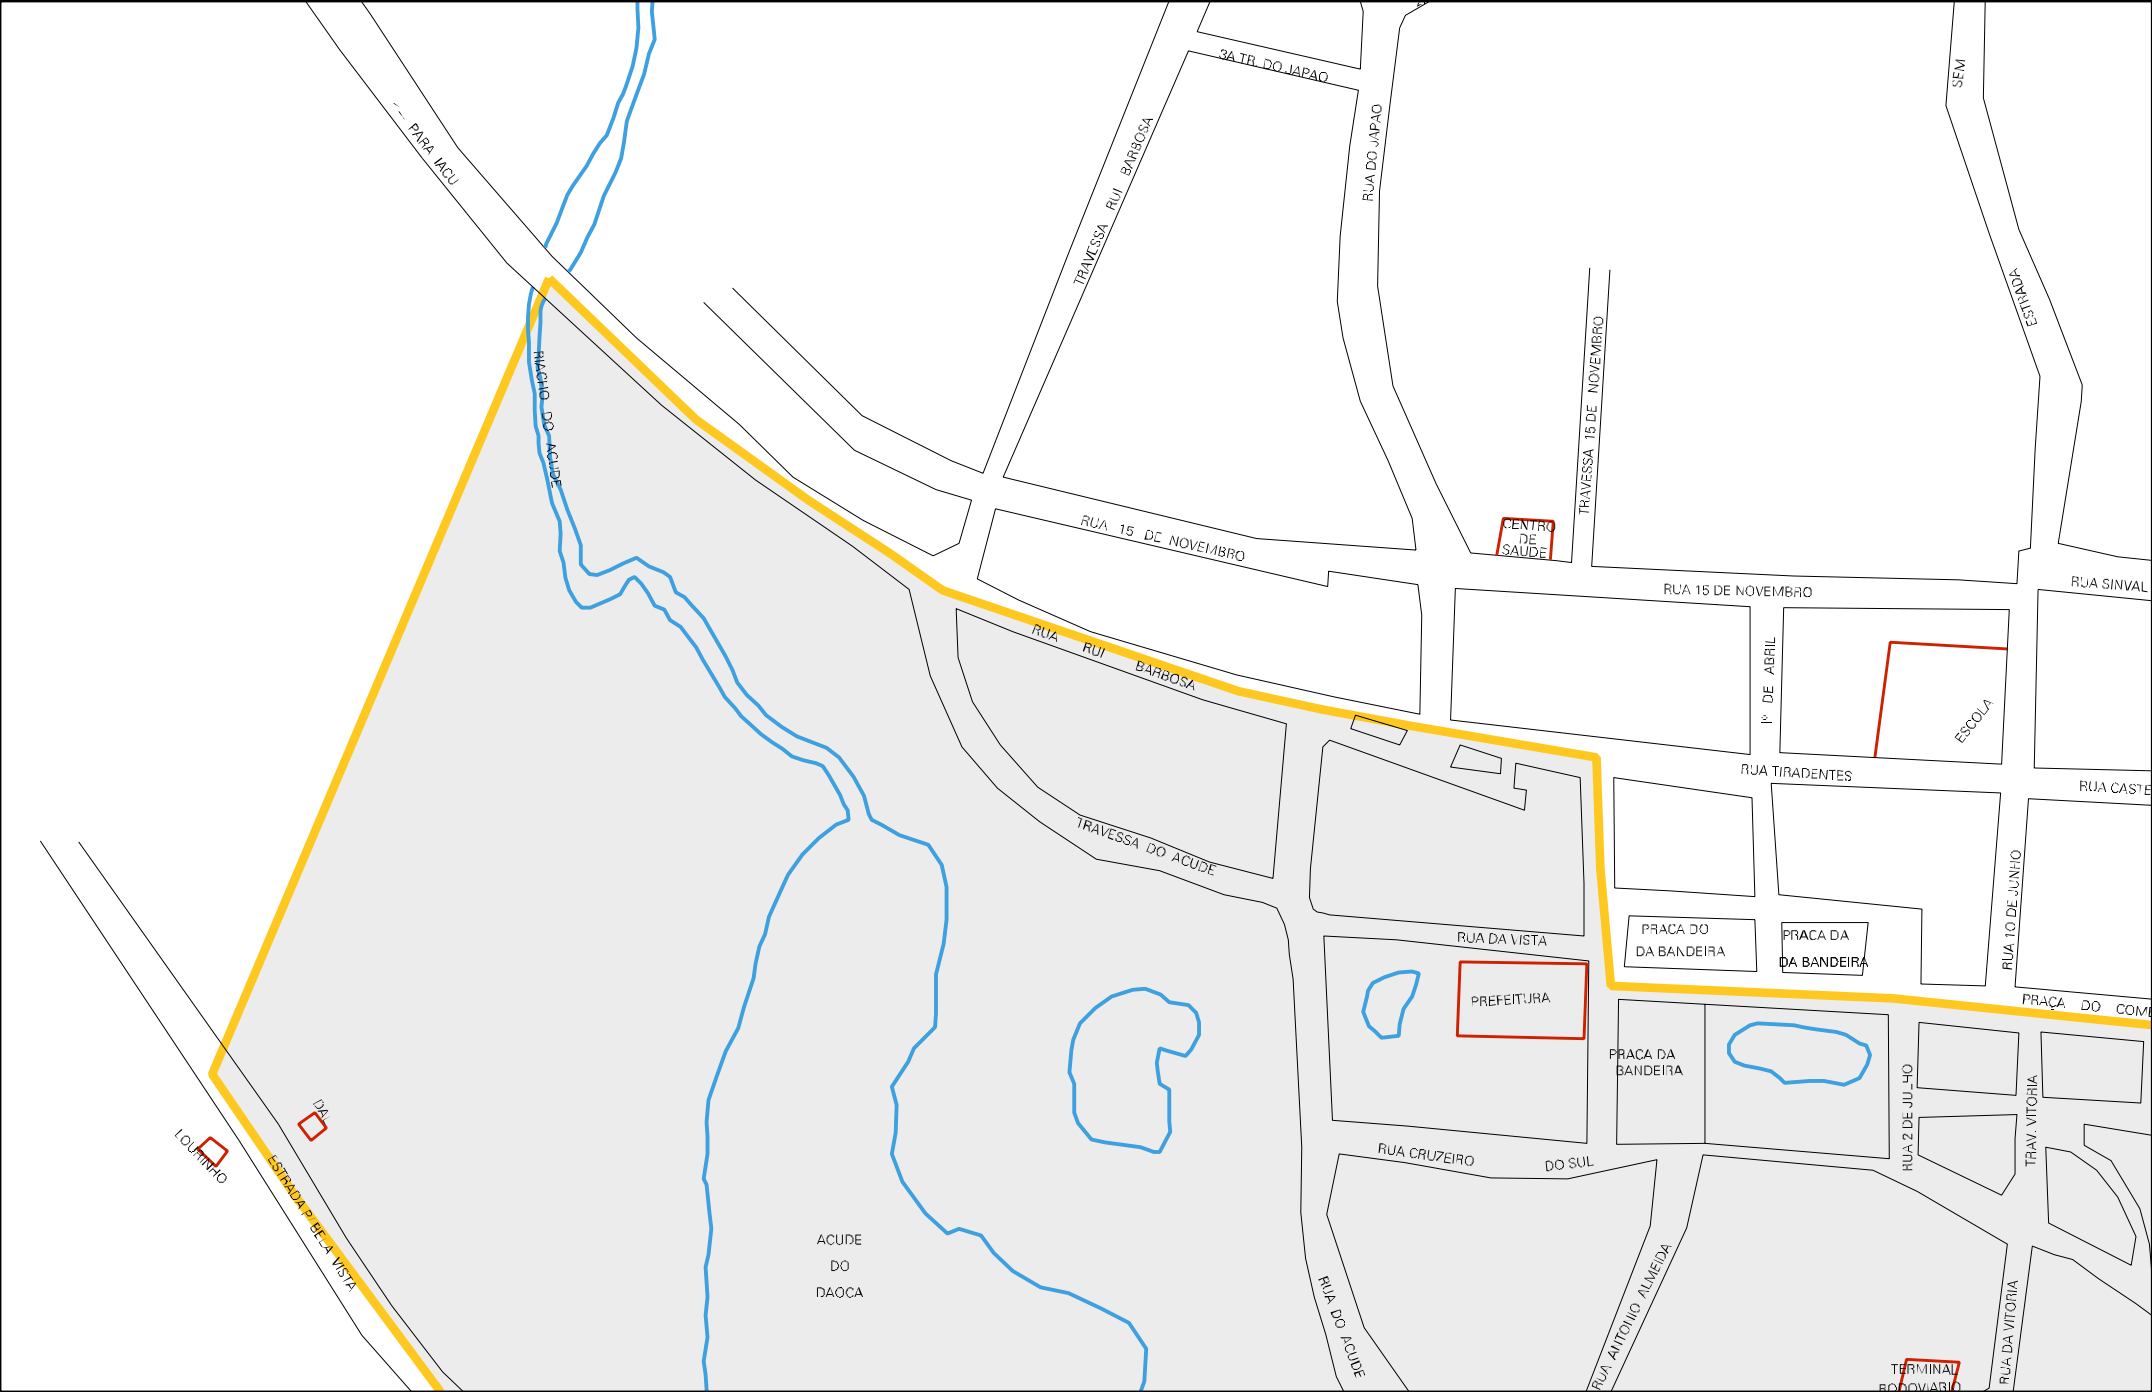 3A TR. DO JAPAO
SEM
PARA IACU
TRAVESSA RUI BARBOSA
RUA DO JAPAO
ESTRADA
TRAVESSA 15 DE NOVEMBRO
RIACHO DO ACUDE
RUA 15 DE NOVEMBRO
CENTRO
DE
SAUDE
RUA 15 DE NOVEMBRO
RUA SINVAL
RUA RUI BARBOSA
1º DE ABRIL
ESCOLA
RUA TIRADENTES
RUA CASTE
TRAVESSA DO ACUDE
RUA 10 DE JUNHO
RUA DA VISTA
PRACA DO
DA BANDEIRA
PRACA DA
DA BANDEIRA
PREFEITURA
PRAÇA DO COME
PRACA DA
BANDEIRA
RUA 2 DE JULHO
TRAV. VITORIA
DAL
LOURINHO
ESTRADA P. BELA VISTA
RUA CRUZEIRO DO SUL
ACUDE
DO
DAOCA
RUA DO ACUDE
RUA ANTONIO ALMEIDA
RUA DA VITORIA
TERMINAL
RODOVIARIO